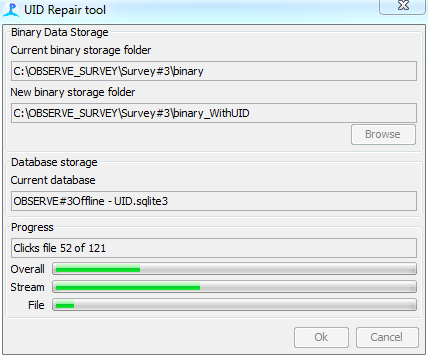 UID Repair tool
Binary Data Storage
Current binary storage folder
C:\OBSERVE_SURVEY\Survey#3\binary
New binary storage folder
C:\OBSERVE_SURVEY\Survey#3\binary_WithUID
Browse
Database storage
Current database
OBSERVE#3Offline - UID.sqlite3
Progress
Clicks file 52 of 121
Overall
Stream
File
Ok Cancel